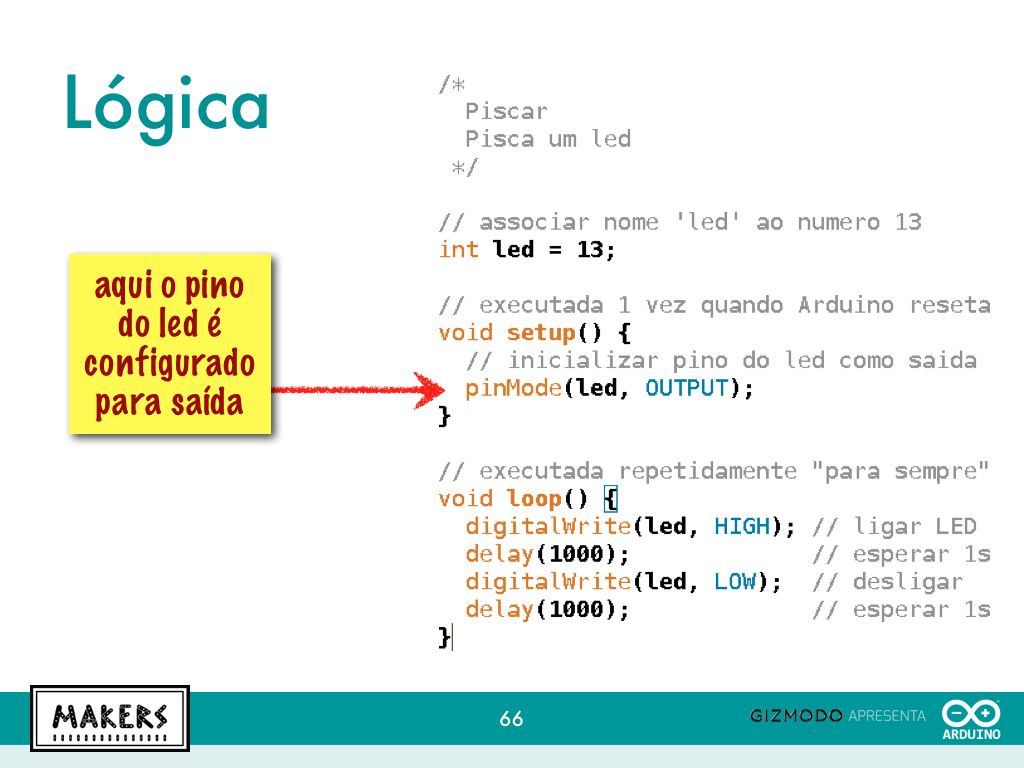 Lógica
aqui o pino
do led é
configurado
para saída
/*
  Piscar
  Pisca um led
 */
// associar nome 'led' ao numero 13
int led = 13;
// executada 1 vez quando Arduino reseta
void setup() {
  // inicializar pino do led como saida
  pinMode(led, OUTPUT);
}
// executada repetidamente "para sempre"
void loop() {
  digitalWrite(led, HIGH); // ligar LED
  delay(1000);             // esperar 1s
  digitalWrite(led, LOW);  // desligar
  delay(1000);             // esperar 1s
}
MAKERS
66
GIZMODO APRESENTA
ARDUINO